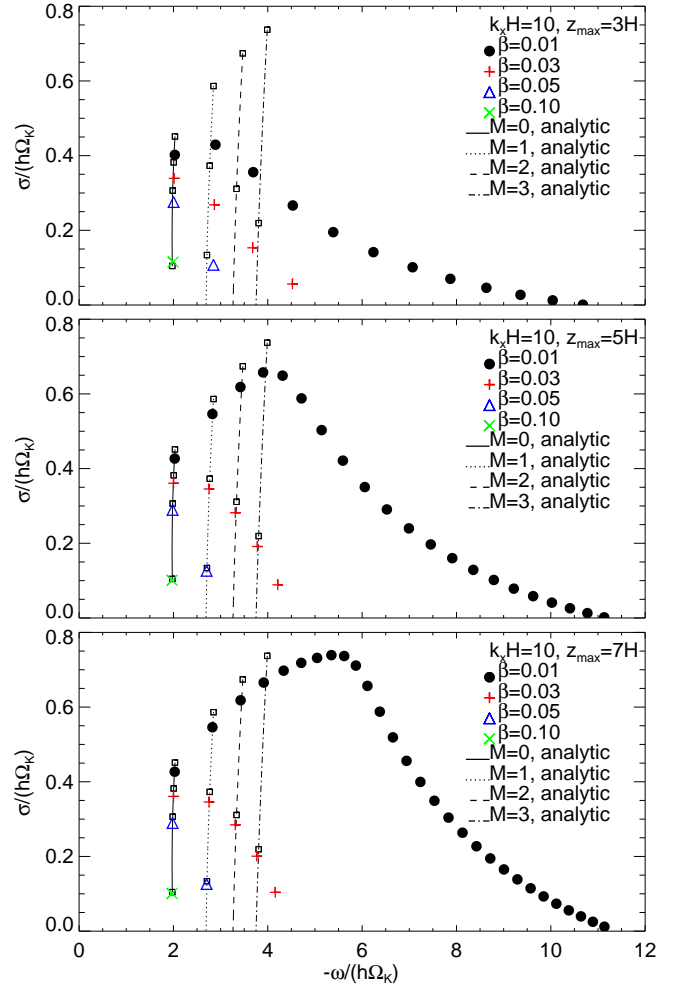 0.8
0.6
0.4
0.2
0.0
σ/(hΩ_K)
k_xH=10, z_max=3H
β=0.01
β=0.03
β=0.05
β=0.10
M=0, analytic
M=1, analytic
M=2, analytic
M=3, analytic
0.8
0.6
0.4
0.2
0.0
σ/(hΩ_K)
k_xH=10, z_max=5H
β=0.01
β=0.03
β=0.05
β=0.10
M=0, analytic
M=1, analytic
M=2, analytic
M=3, analytic
0.8
0.6
0.4
0.2
0.0
σ/(hΩ_K)
k_xH=10, z_max=7H
β=0.01
β=0.03
β=0.05
β=0.10
M=0, analytic
M=1, analytic
M=2, analytic
M=3, analytic
0 2 4 6 8 10 12
-ω/(hΩ_K)